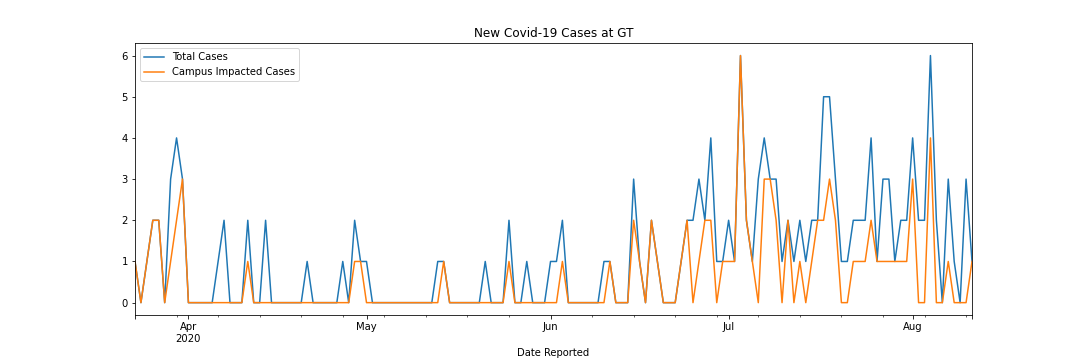 New Covid-19 Cases at GT
Total Cases
Campus Impacted Cases
6
5
4
3
2
1
0
Apr
2020
May
Jun
Jul
Aug
Date Reported